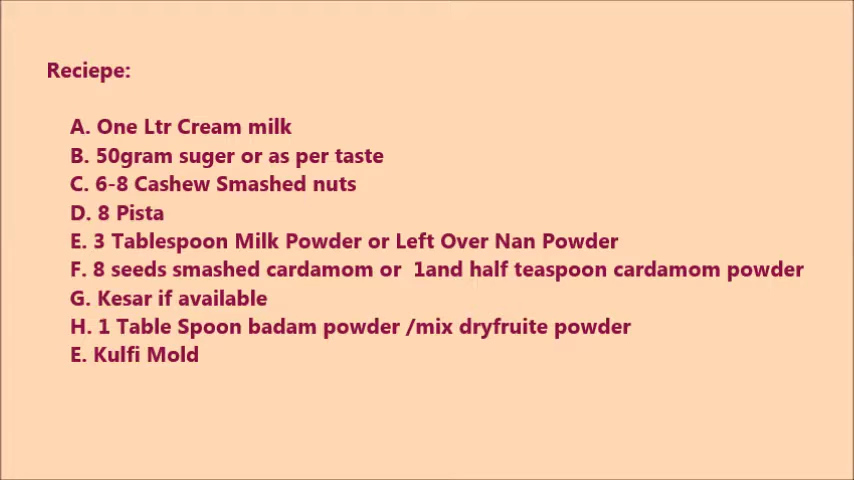 Reciepe:
A. One Ltr Cream milk
B. 50gram suger or as per taste
C. 6-8 Cashew Smashed nuts
D. 8 Pista
E. 3 Tablespoon Milk Powder or Left Over Nan Powder
F. 8 seeds smashed cardamom or  1and half teaspoon cardamom powder
G. Kesar if available
H. 1 Table Spoon badam powder /mix dryfruite powder
E. Kulfi Mold